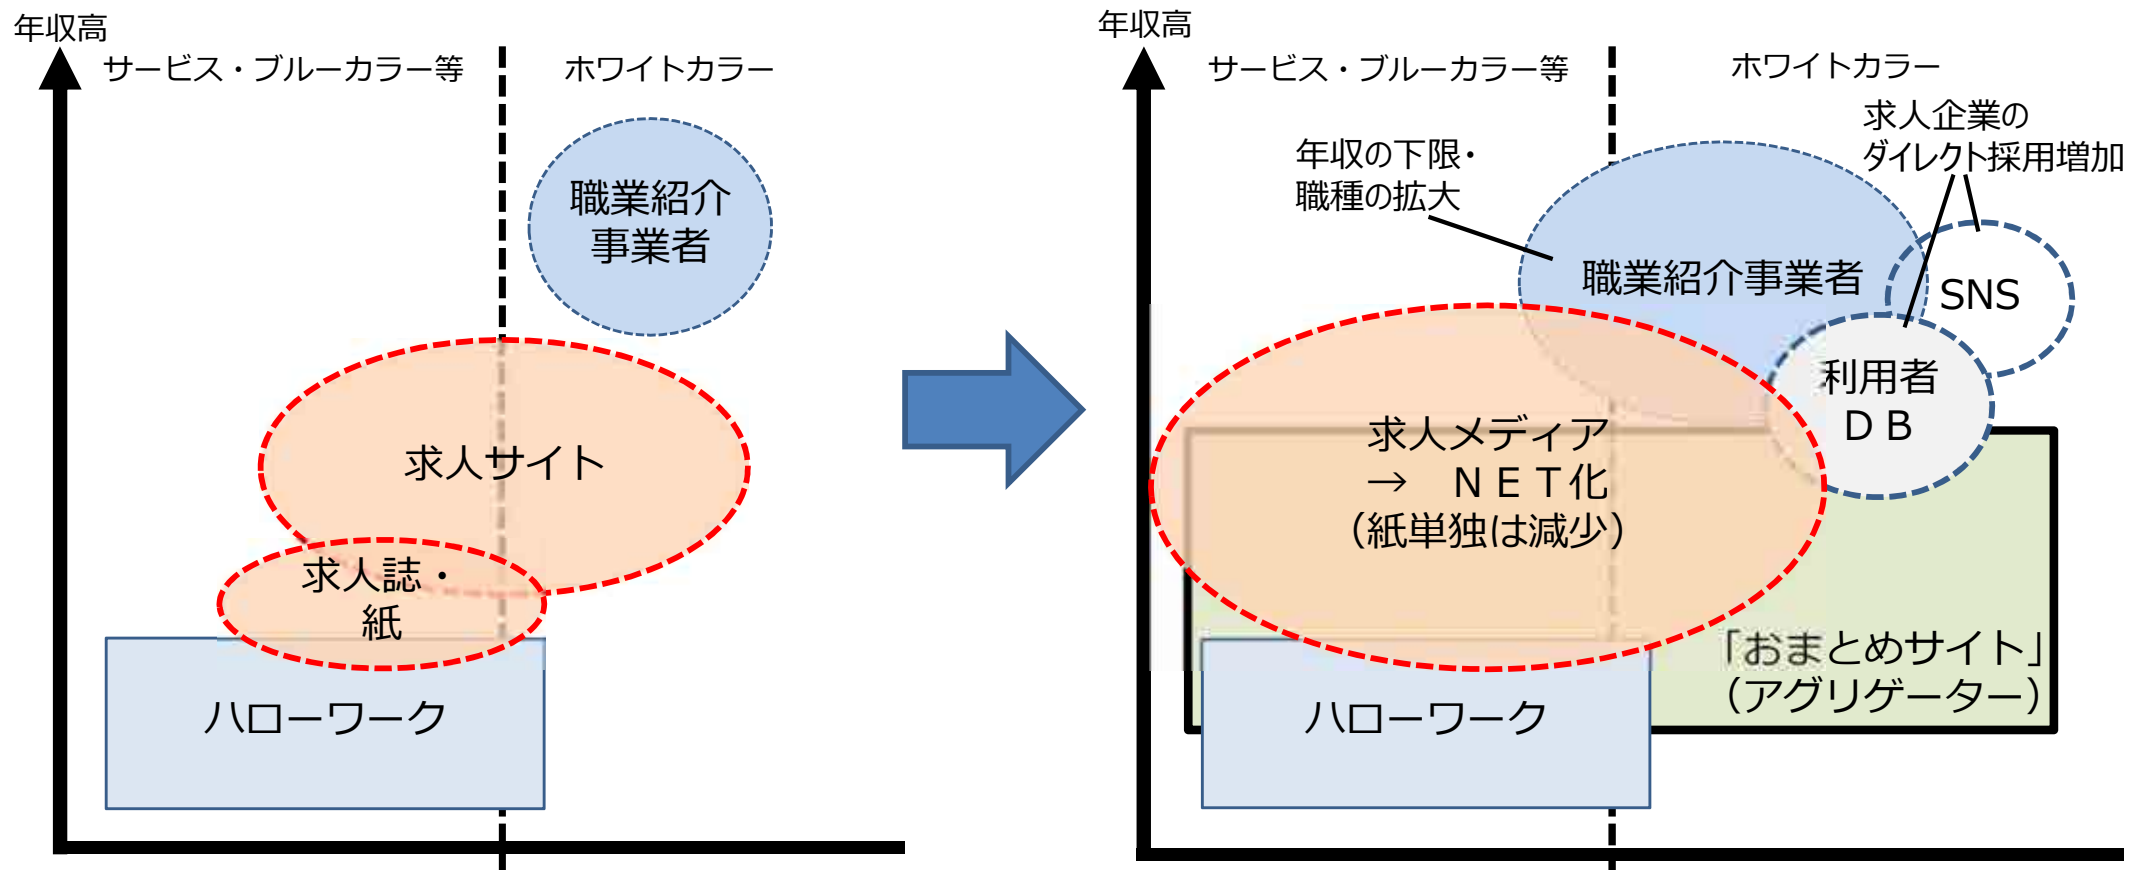 年収高
サービス・ブルーカラー等
ホワイトカラー
職業紹介
事業者
求人サイト
求人誌・
紙
ハローワーク
年収高
サービス・ブルーカラー等
ホワイトカラー
求人企業の
ダイレクト採用増加
年収の下限・
職種の拡大
職業紹介事業者
SNS
利用者
ＤＢ
求人メディア
→　ＮＥＴ化
（紙単独は減少）
「おまとめサイト」
（アグリゲーター）
ハローワーク